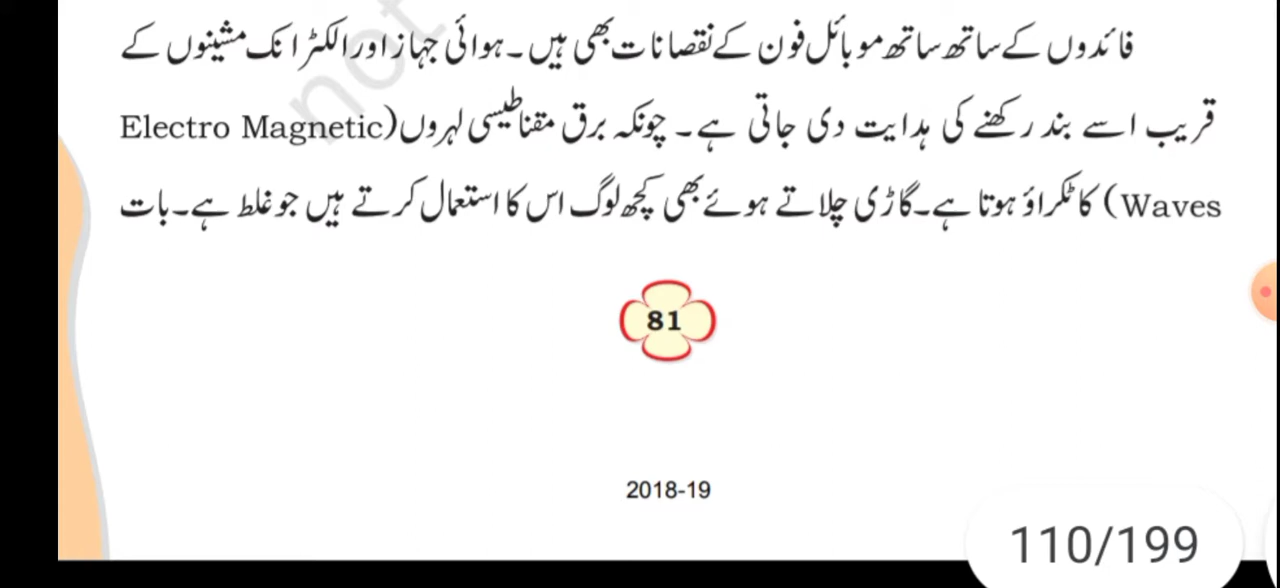 فائدوں کے ساتھ ساتھ موبائل فون کے نقصانات بھی ہیں۔ ہوائی جہاز اور الکٹرانک مشینوں کے
قریب اسے بند رکھنے کی ہدایت دی جاتی ہے۔ چونکہ برق مقناطیسی لہروں (Electro Magnetic
Waves) کا ٹکراؤ ہوتا ہے۔ گاڑی چلاتے ہوئے بھی کچھ لوگ اس کا استعمال کرتے ہیں جو غلط ہے۔ بات
not
81
2018-19
110/199